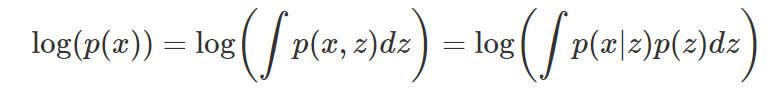 log(p(x)) = log(∫ p(x, z)dz) = log(∫ p(x|z)p(z)dz)